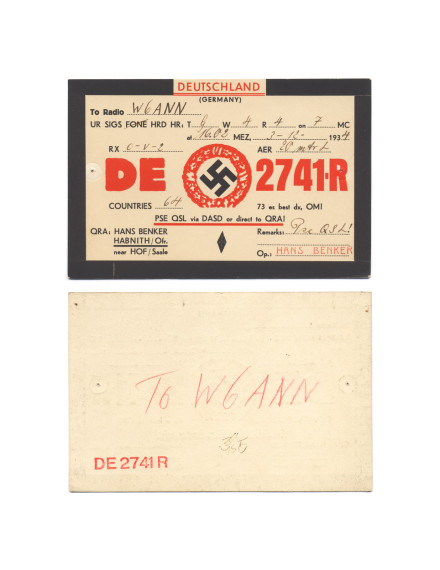 DEUTSCHLAND
(GERMANY)
To Radio W6ANN
UR SIGS FONE HRD HR: T 6 W 4 R 4 on 7 MC
at 1602 MEZ, 3-12- 1934
RX 0-V-2 AER 20 mtr L
DE 2741-R
COUNTRIES 64 73 es best dx, OM!
PSE QSL via DASD or direct to QRA!
QRA: HANS BENKER
HABNITH/Ofr.
near HOF/Saale
Remarks: Pse QSL!
Op.: HANS BENKER
To W6ANN
DE 2741 R